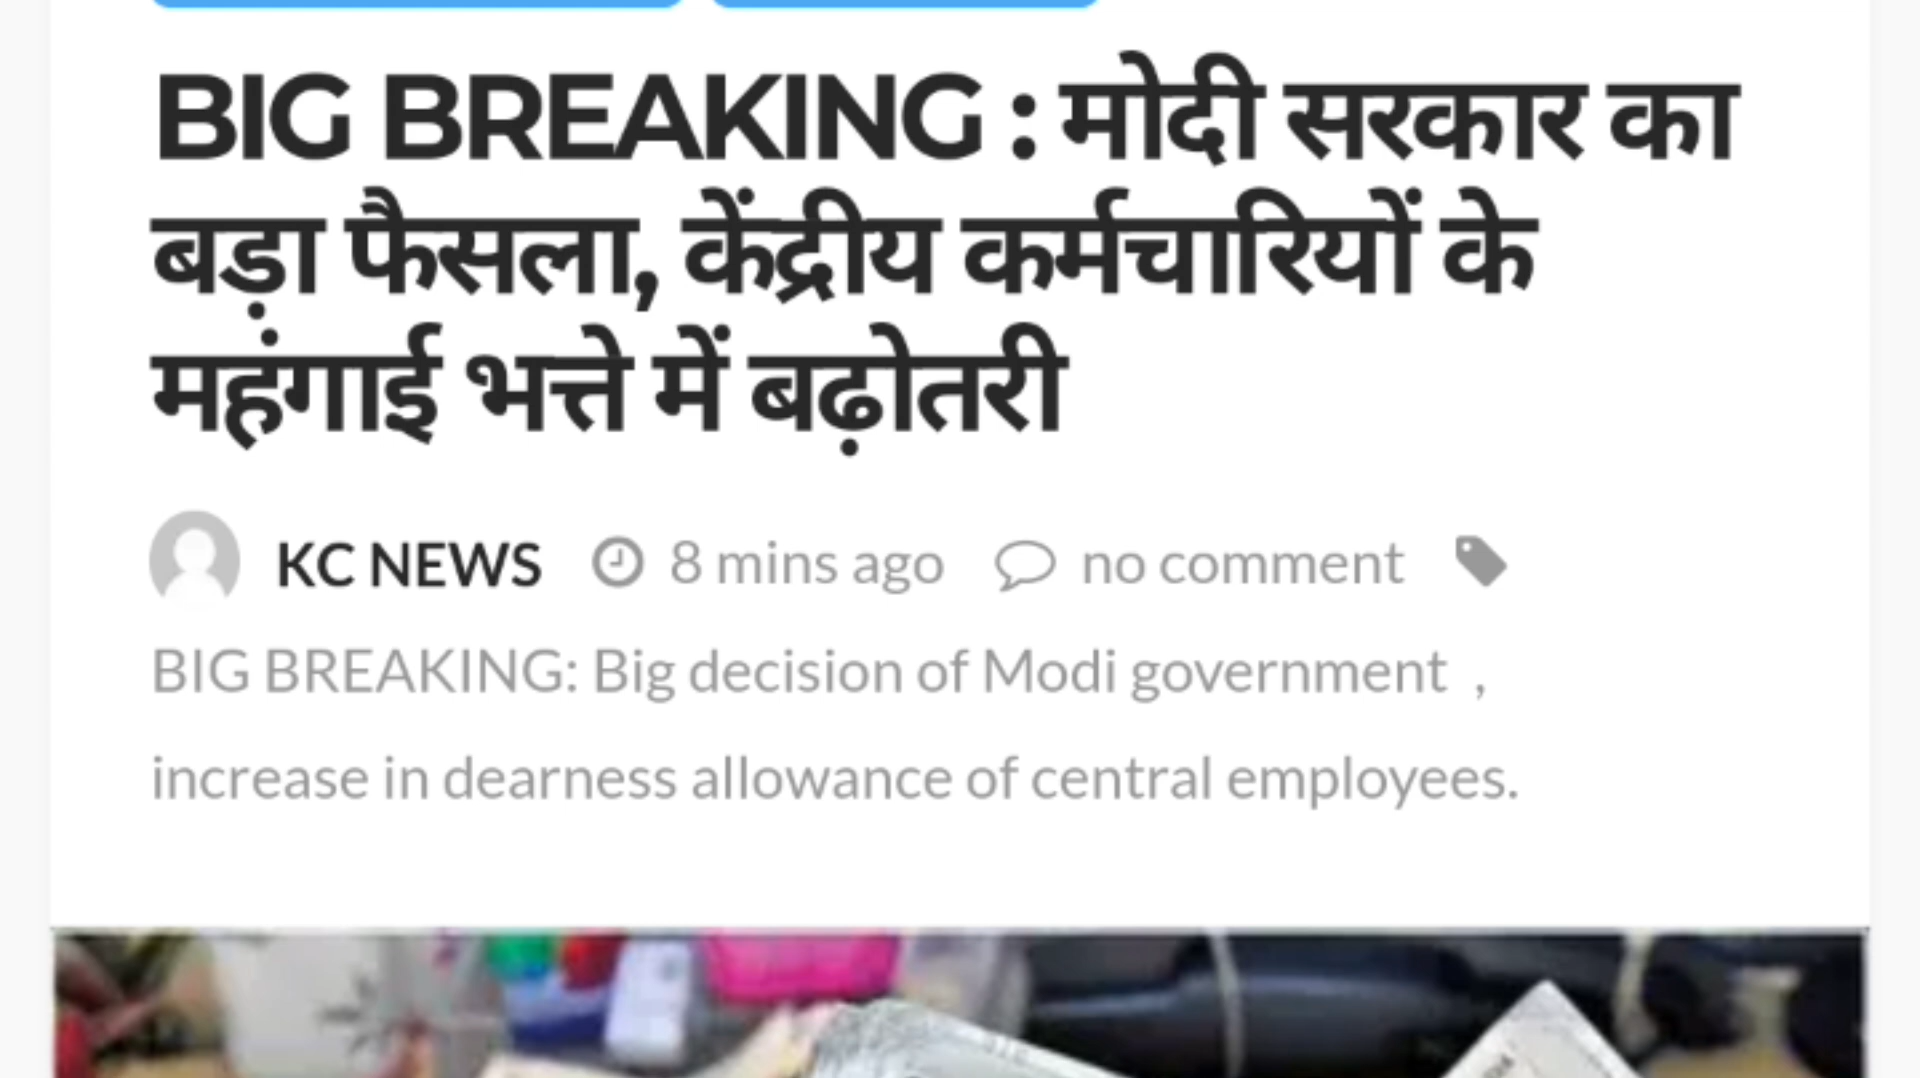 BIG BREAKING : मोदी सरकार का
बड़ा फैसला, केंद्रीय कर्मचारियों के
महंगाई भत्ते में बढ़ोतरी
KC NEWS 8 mins ago no comment
BIG BREAKING: Big decision of Modi government ,
increase in dearness allowance of central employees.